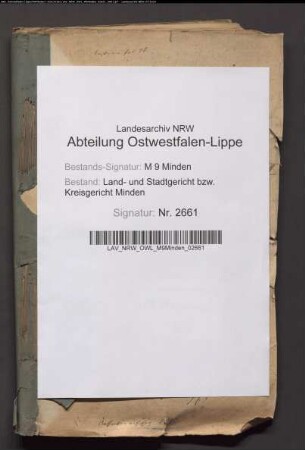 Landesarchiv NRW
Abteilung Ostwestfalen-Lippe
Bestands-Signatur: M 9 Minden
Bestand: Land- und Stadtgericht bzw.
Kreisgericht Minden
Signatur: Nr. 2661
LAV_NRW_OWL_M9Minden_02661